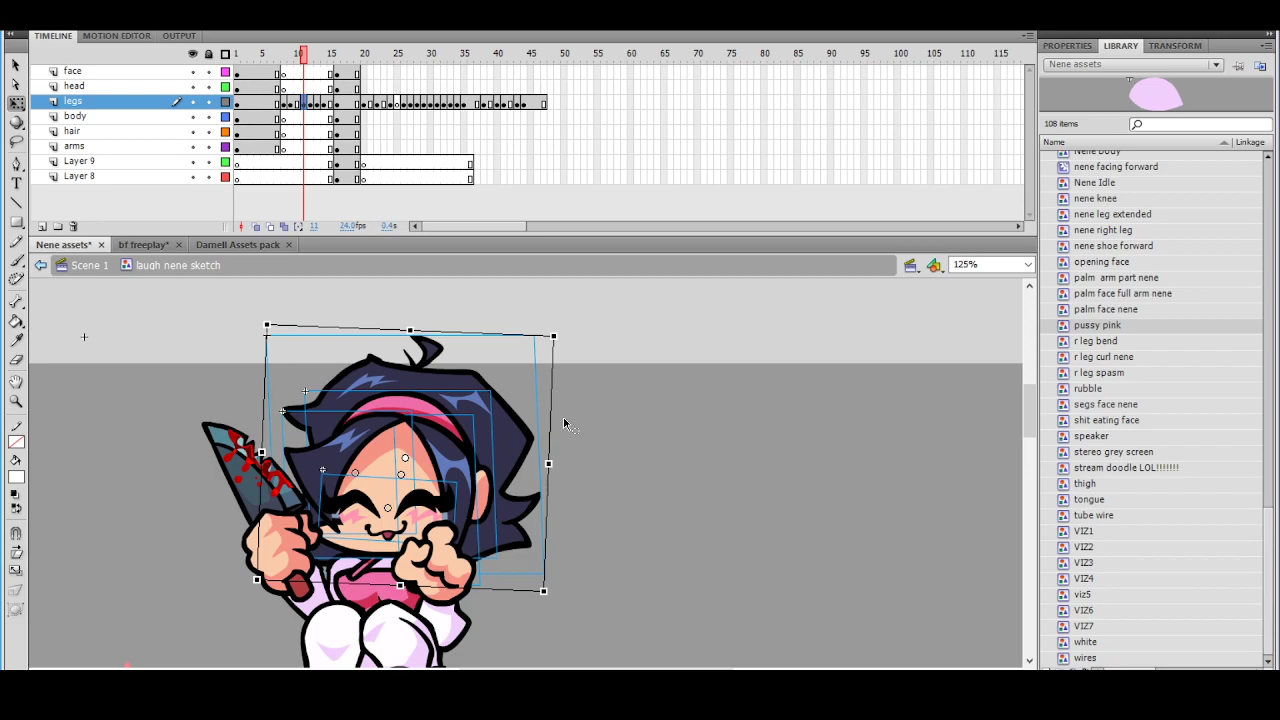 TIMELINE MOTION EDITOR OUTPUT
1 5 10 15 20 25 30 35 40 45 50 55 60 65 70 75 80 85 90 95 100 105 110 115
face
head
legs
body
hair
arms
Layer 9
Layer 8
11 24.0fps 0.4s
Nene assets* bf freeplay* Darnell Assets pack
Scene 1 laugh nene sketch 125%
PROPERTIES LIBRARY TRANSFORM
Nene assets
108 items
Name Linkage
Nene Body
nene facing forward
Nene Idle
nene knee
nene leg extended
nene right leg
nene shoe forward
opening face
palm arm part nene
palm face full arm nene
palm face nene
pussy pink
r leg bend
r leg curl nene
r leg spasm
rubble
segs face nene
shit eating face
speaker
stereo grey screen
stream doodle LOL!!!!!!!
thigh
tongue
tube wire
VIZ1
VIZ2
VIZ3
VIZ4
viz5
VIZ6
VIZ7
white
wires